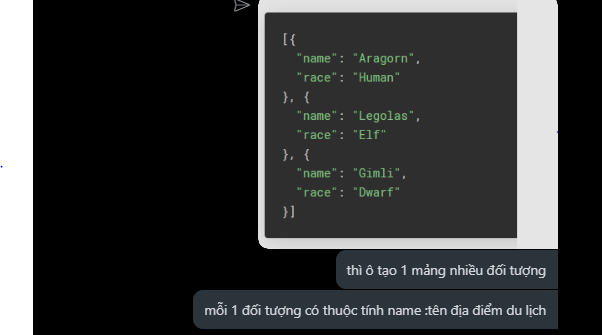 [{
"name": "Aragorn",
"race": "Human"
}, {
"name": "Legolas",
"race": "Elf"
}, {
"name": "Gimli",
"race": "Dwarf"
}]
thì ô tạo 1 mảng nhiều đối tượng
mỗi 1 đối tượng có thuộc tính name :tên địa điểm du lịch